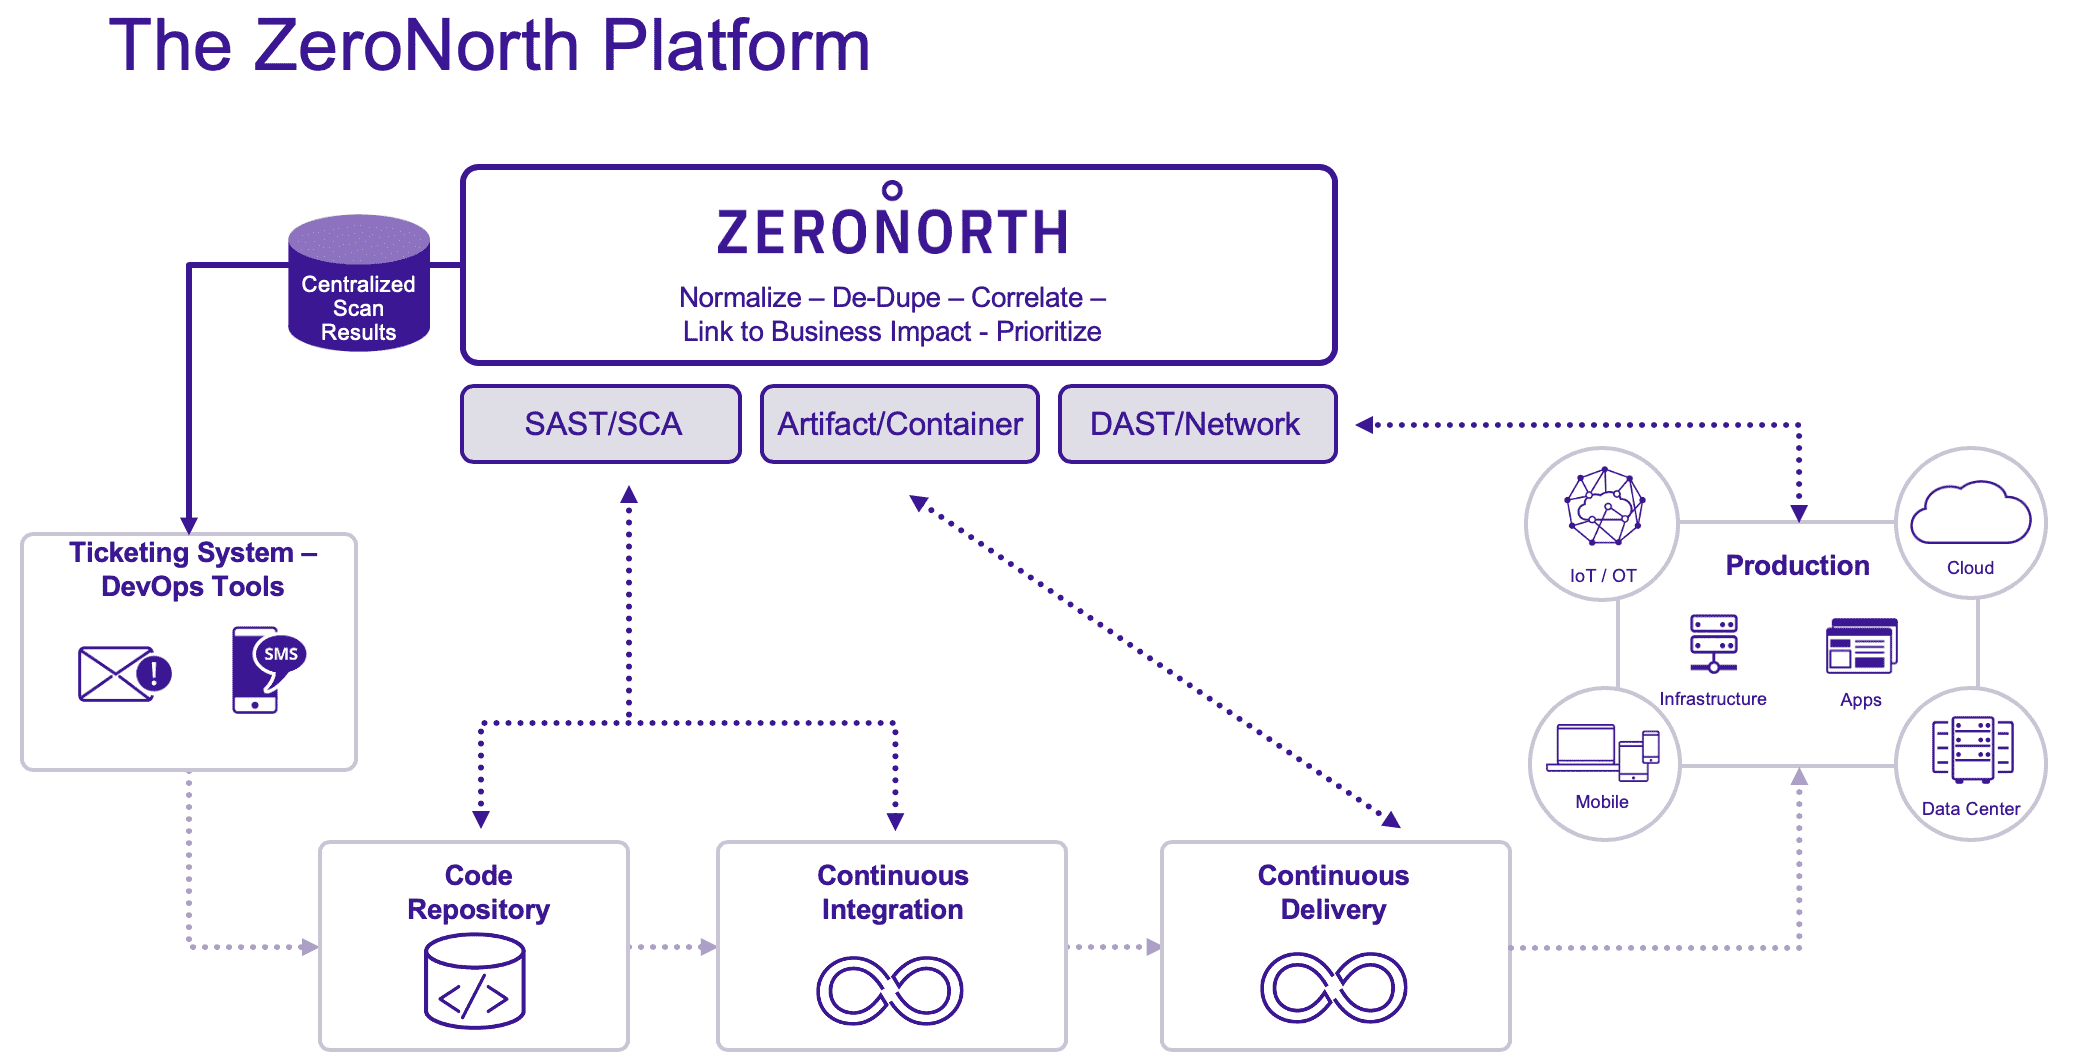 The ZeroNorth Platform
ZERONORTH
Normalize – De-Dupe – Correlate –
Link to Business Impact - Prioritize
Centralized
Scan
Results
SAST/SCA
Artifact/Container
DAST/Network
Ticketing System –
DevOps Tools
!
SMS
IoT / OT
Cloud
Production
Infrastructure
Apps
Mobile
Data Center
Code
Repository
</>
Continuous
Integration
Continuous
Delivery